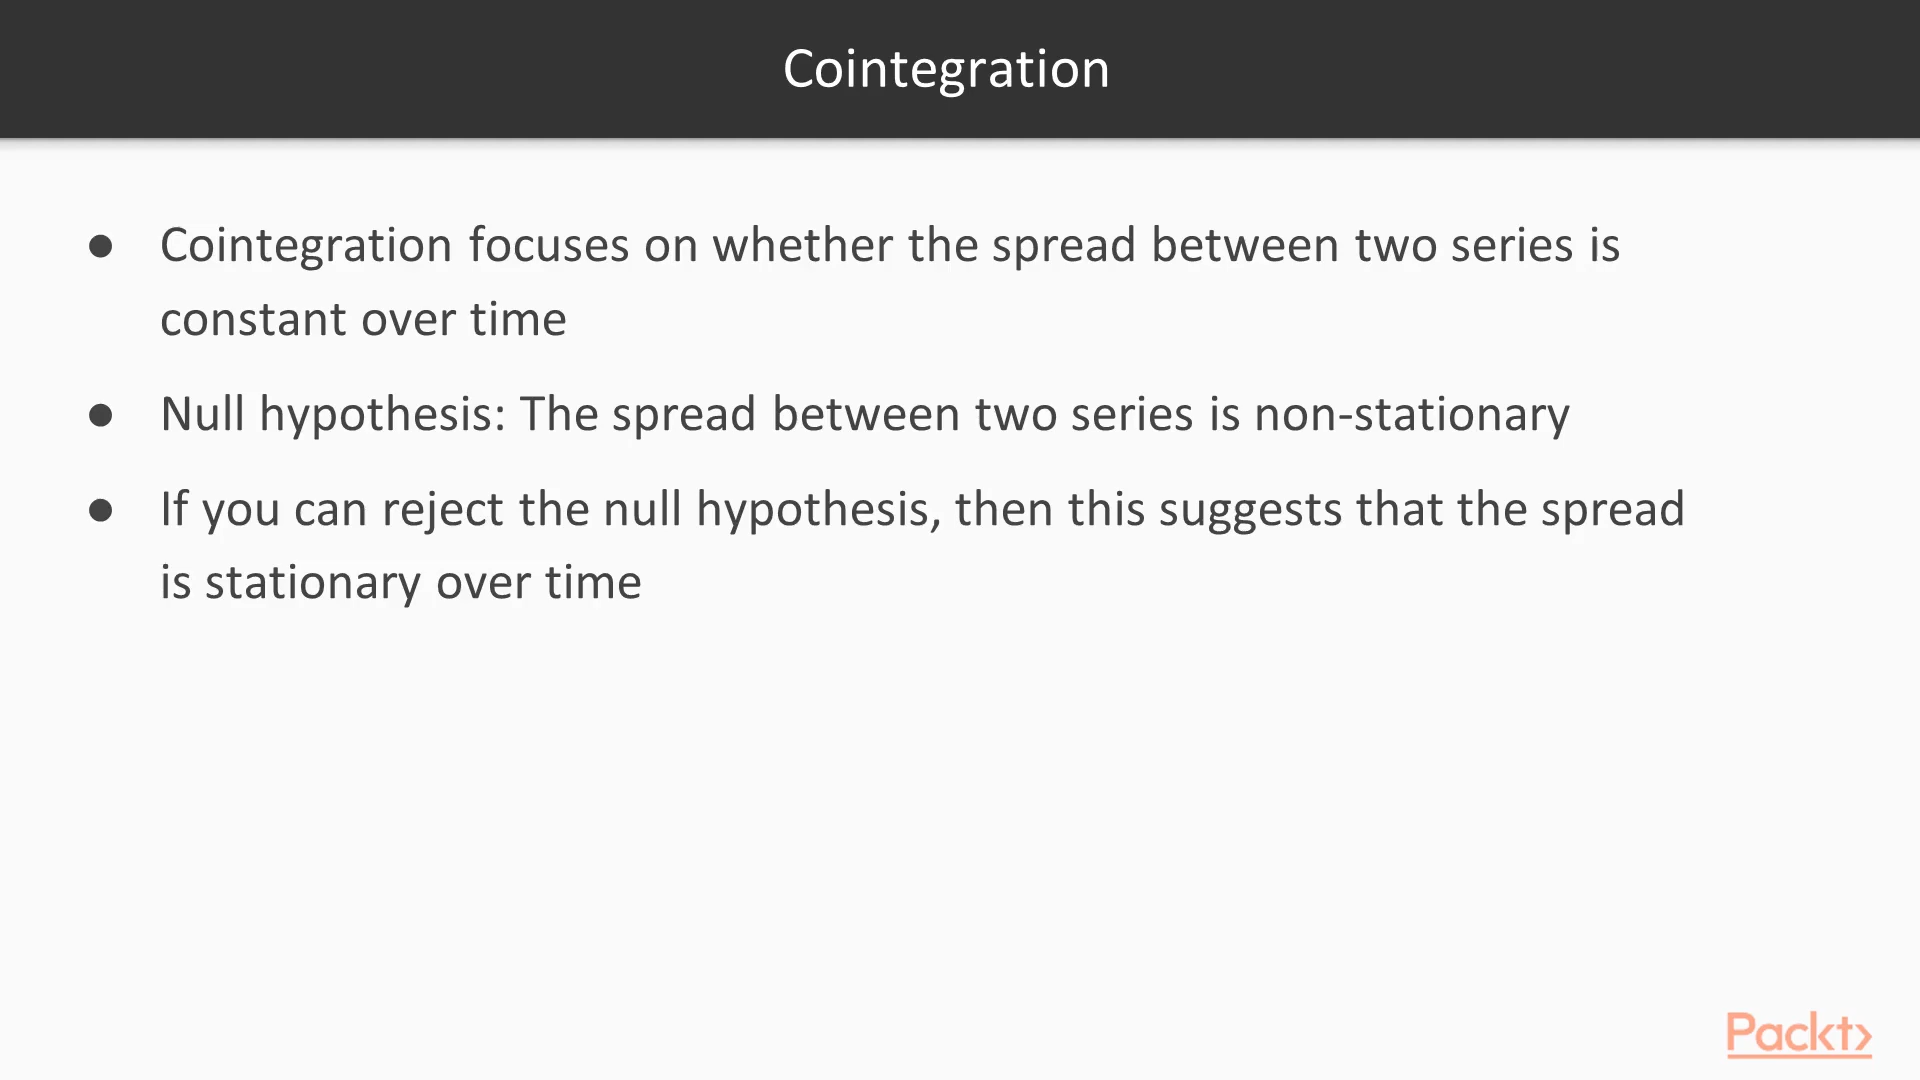 Cointegration
● Cointegration focuses on whether the spread between two series is
constant over time
● Null hypothesis: The spread between two series is non-stationary
● If you can reject the null hypothesis, then this suggests that the spread
is stationary over time
Packt>